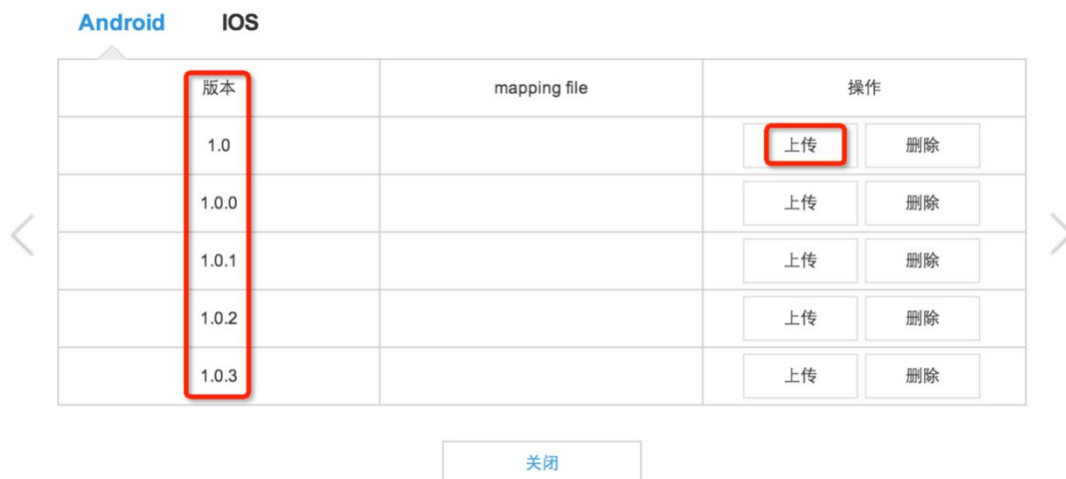 Android IOS
版本 mapping file 操作
1.0 上传 删除
1.0.0 上传 删除
1.0.1 上传 删除
1.0.2 上传 删除
1.0.3 上传 删除
关闭